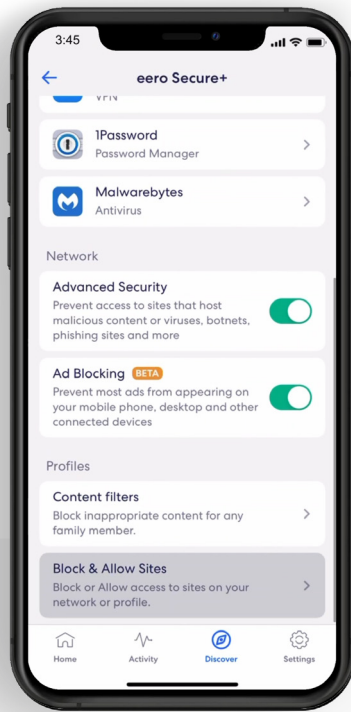 3:45
eero Secure+
VPN
1Password
Password Manager
Malwarebytes
Antivirus
Network
Advanced Security
Prevent access to sites that host
malicious content or viruses, botnets,
phishing sites and more
Ad Blocking BETA
Prevent most ads from appearing on
your mobile phone, desktop and other
connected devices
Profiles
Content filters
Block inappropriate content for any
family member.
Block & Allow Sites
Block or Allow access to sites on your
network or profile.
Home Activity Discover Settings